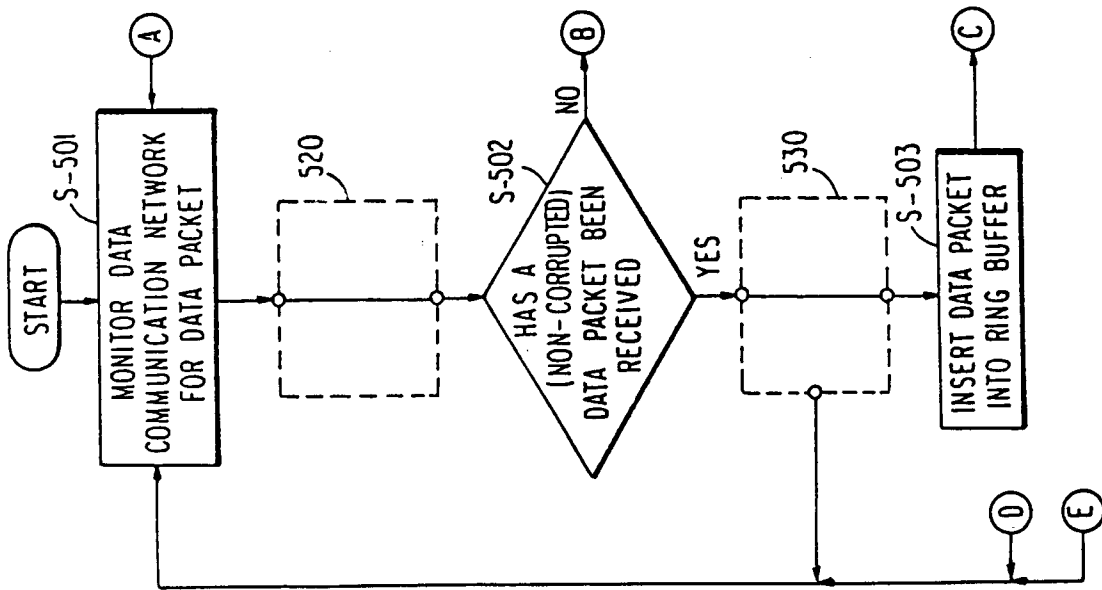 START
S-501
MONITOR DATA
COMMUNICATION NETWORK
FOR DATA PACKET
A
520
S-502
HAS A
(NON-CORRUPTED)
DATA PACKET BEEN
RECEIVED
NO
B
YES
530
S-503
INSERT DATA PACKET
INTO RING BUFFER
C
D
E